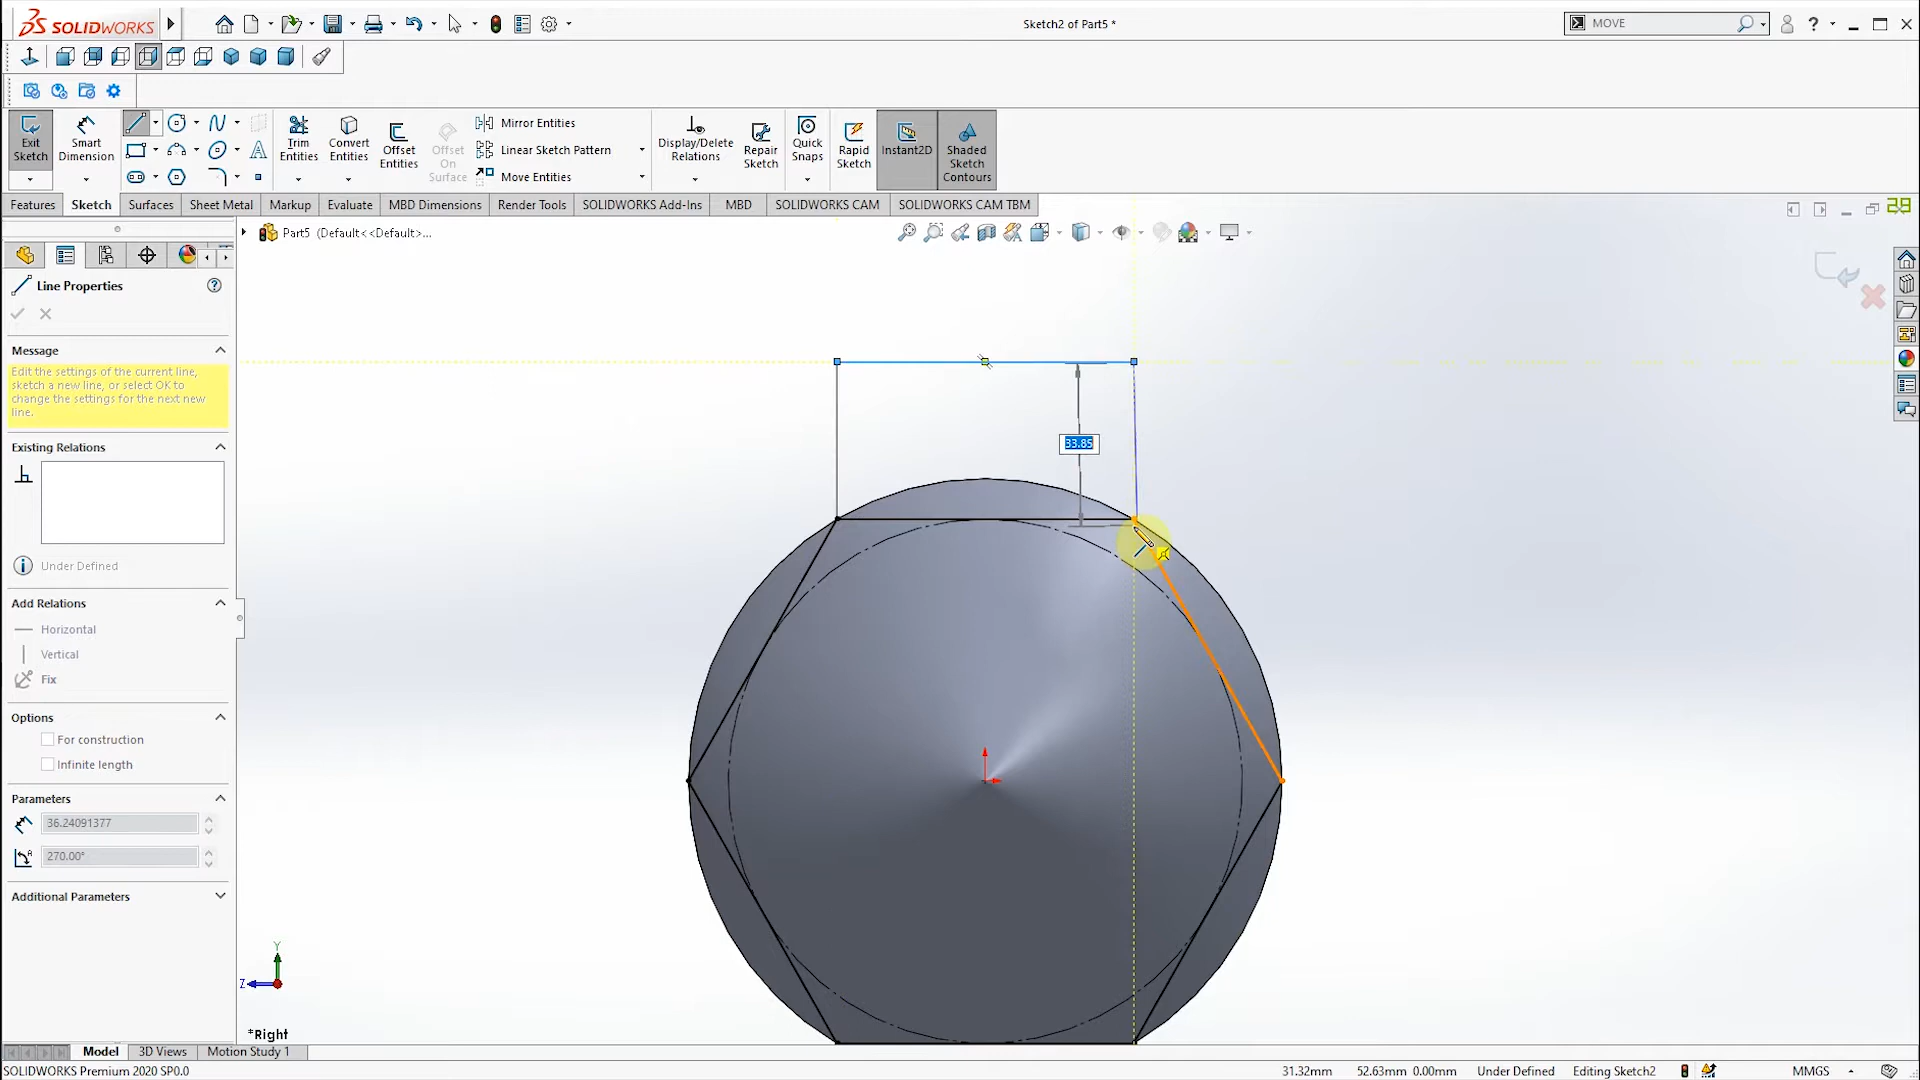 SOLIDWORKS
Sketch2 of Part5 *
MOVE
Exit Sketch
Smart Dimension
Trim Entities
Convert Entities
Offset Entities
Offset On Surface
Mirror Entities
Linear Sketch Pattern
Move Entities
Display/Delete Relations
Repair Sketch
Quick Snaps
Rapid Sketch
Instant2D
Shaded Sketch Contours
Features
Sketch
Surfaces
Sheet Metal
Markup
Evaluate
MBD Dimensions
Render Tools
SOLIDWORKS Add-Ins
MBD
SOLIDWORKS CAM
SOLIDWORKS CAM TBM
29
Part5 (Default<<Default>...
Line Properties
Message
Edit the settings of the current line,
sketch a new line, or select OK to
change the settings for the next new
line.
Existing Relations
Under Defined
Add Relations
Horizontal
Vertical
Fix
Options
For construction
Infinite length
Parameters
36.24091377
270.00°
Additional Parameters
33.85
Y
Z
*Right
Model
3D Views
Motion Study 1
SOLIDWORKS Premium 2020 SP0.0
31.32mm
52.63mm 0.00mm
Under Defined
Editing Sketch2
MMGS